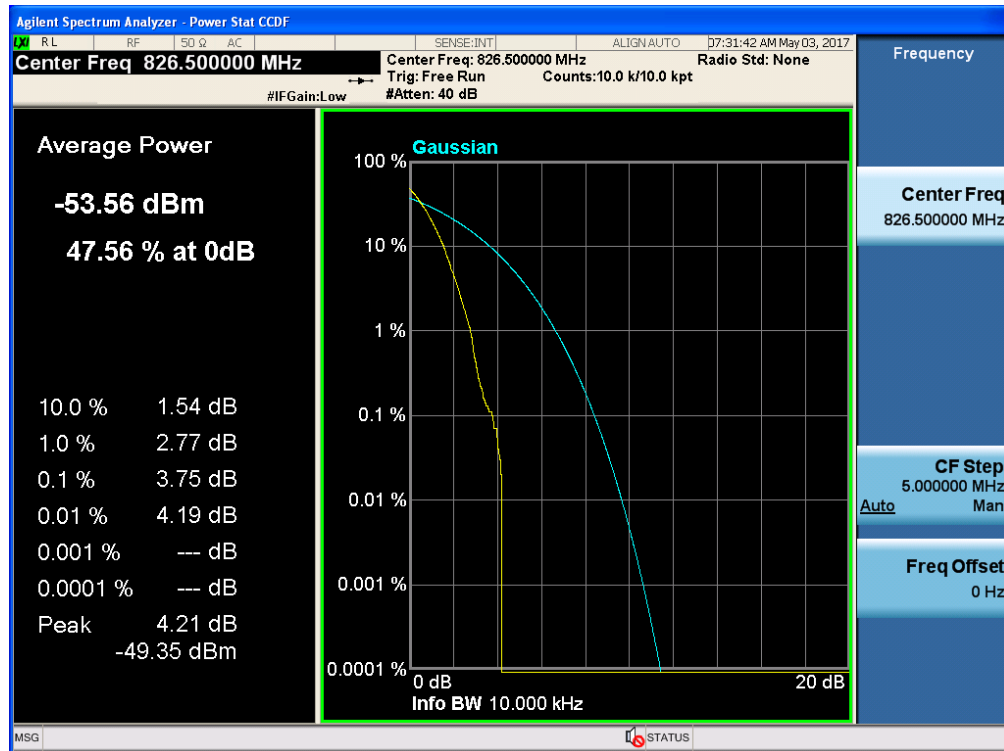 Agilent Spectrum Analyzer - Power Stat CCDF
LXI RL RF 50 Ω AC SENSE:INT ALIGN AUTO 07:31:42 AM May 03, 2017
Center Freq 826.500000 MHz
Center Freq: 826.500000 MHz Radio Std: None
Trig: Free Run Counts:10.0 k/10.0 kpt
#IFGain:Low #Atten: 40 dB
Average Power
-53.56 dBm
47.56 % at 0dB
10.0 % 1.54 dB
1.0 % 2.77 dB
0.1 % 3.75 dB
0.01 % 4.19 dB
0.001 % --- dB
0.0001 % --- dB
Peak 4.21 dB
-49.35 dBm
Gaussian
100 %
10 %
1 %
0.1 %
0.01 %
0.001 %
0.0001 %
0 dB 20 dB
Info BW 10.000 kHz
Frequency
Center Freq
826.500000 MHz
CF Step
5.000000 MHz
Auto Man
Freq Offset
0 Hz
MSG STATUS